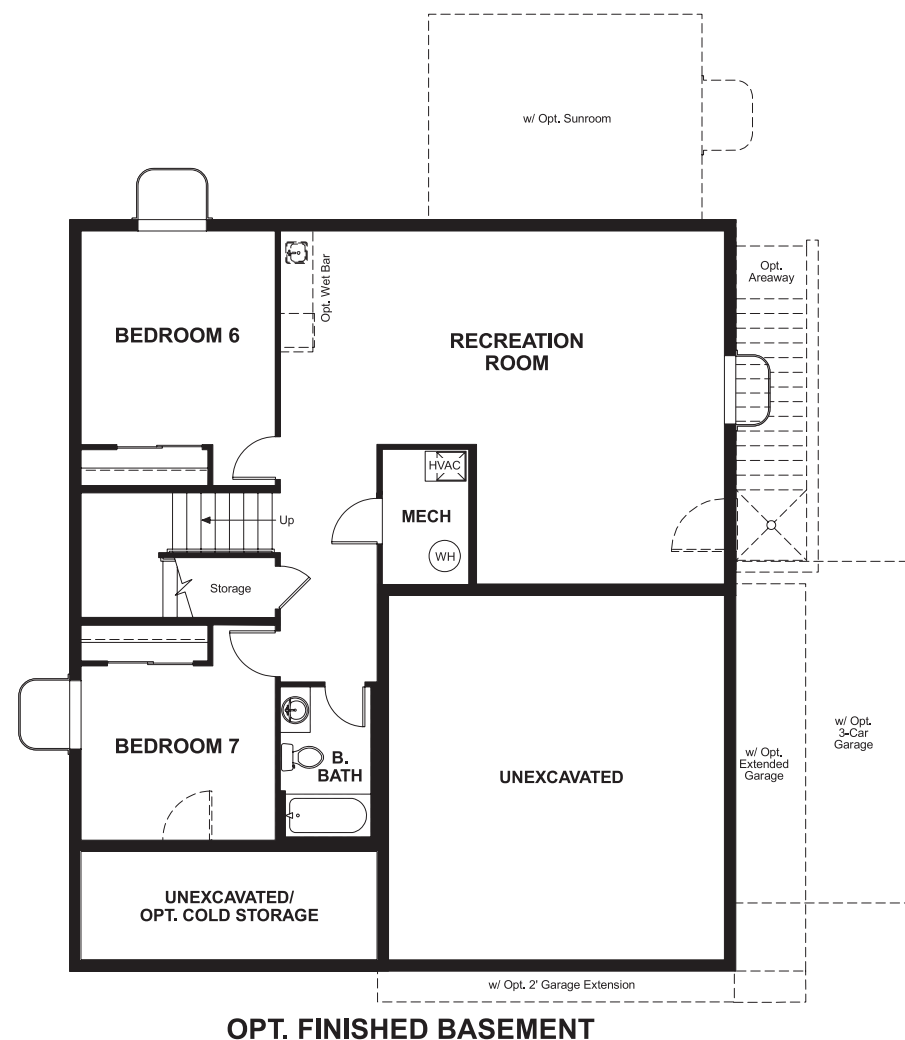 w/ Opt. Sunroom
Opt.
Areaway
Opt. Wet Bar
BEDROOM 6
RECREATION
ROOM
HVAC
MECH
Up
WH
Storage
w/ Opt.
3-Car
Garage
BEDROOM 7
w/ Opt.
Extended
Garage
B.
BATH
UNEXCAVATED
UNEXCAVATED/
OPT. COLD STORAGE
w/ Opt. 2' Garage Extension
OPT. FINISHED BASEMENT